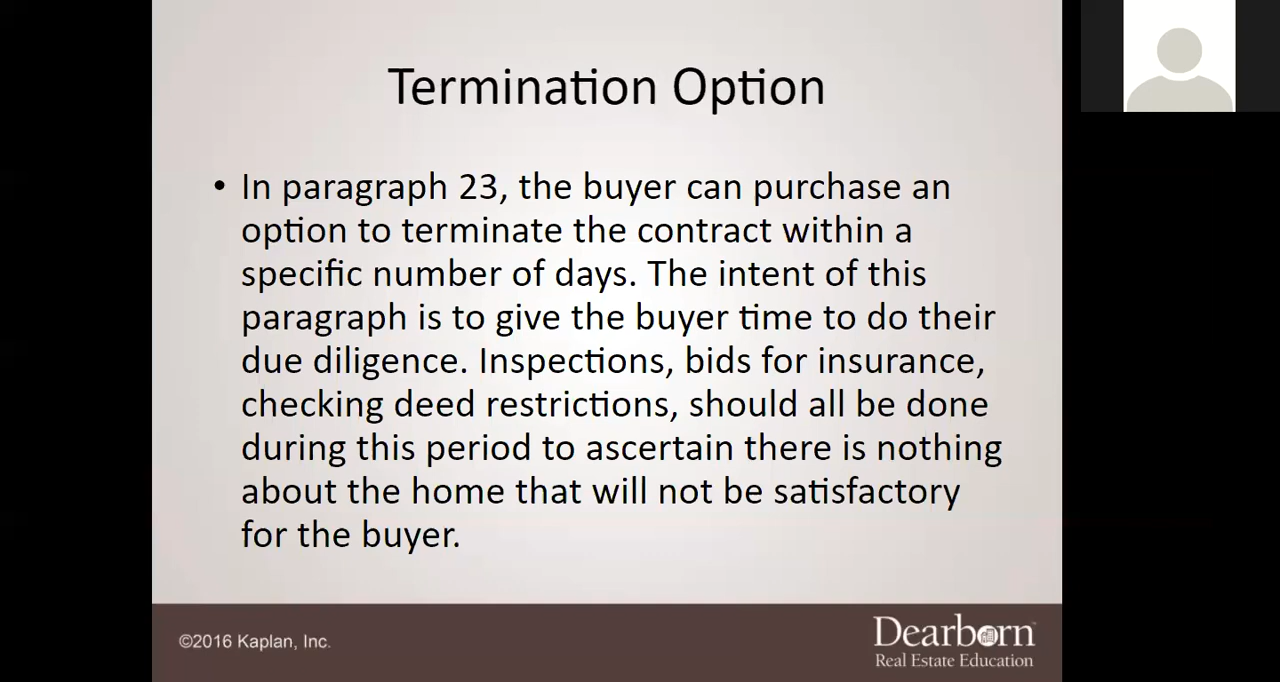 Termination Option
• In paragraph 23, the buyer can purchase an
option to terminate the contract within a
specific number of days. The intent of this
paragraph is to give the buyer time to do their
due diligence. Inspections, bids for insurance,
checking deed restrictions, should all be done
during this period to ascertain there is nothing
about the home that will not be satisfactory
for the buyer.
©2016 Kaplan, Inc.
Dearborn™
Real Estate Education